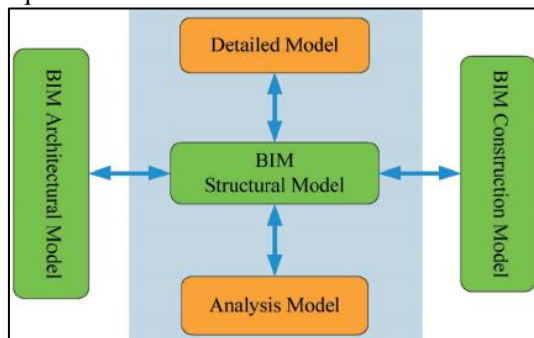 Detailed Model
BIM Architectural Model
BIM
Structural Model
BIM Construction Model
Analysis Model